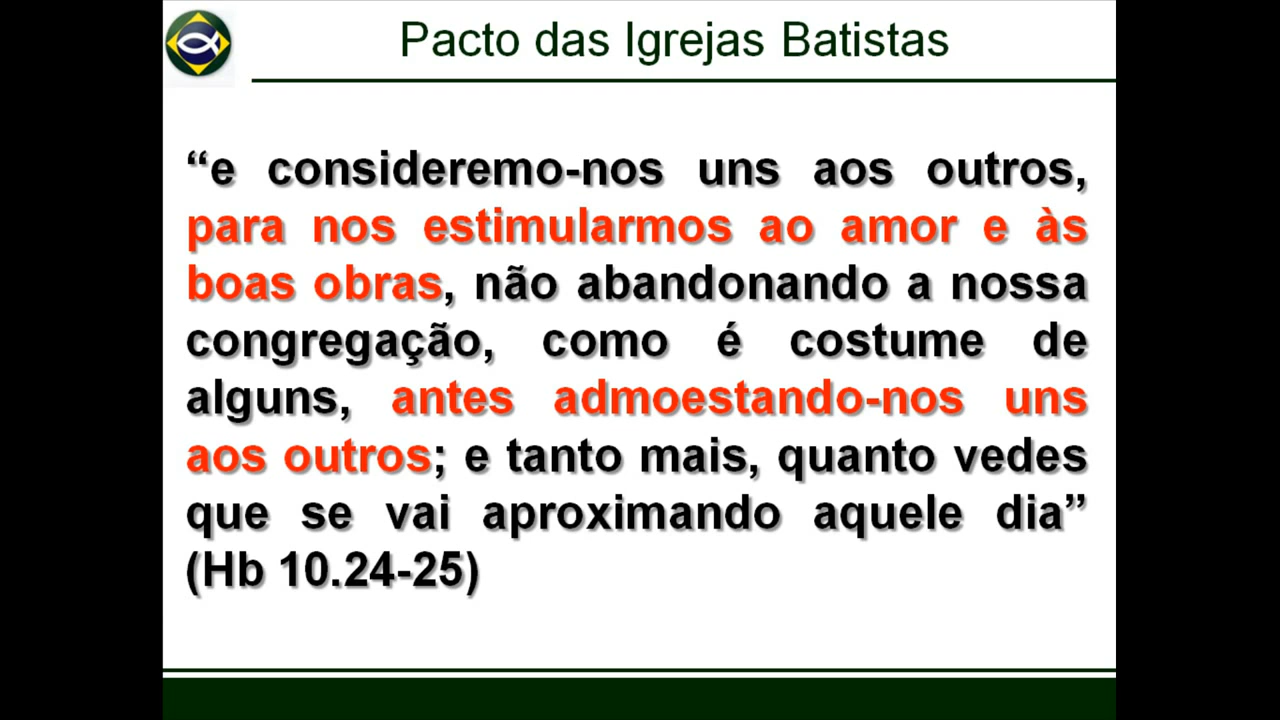 Pacto das Igrejas Batistas
“e consideremo-nos uns aos outros,
para nos estimularmos ao amor e às
boas obras, não abandonando a nossa
congregação, como é costume de
alguns, antes admoestando-nos uns
aos outros; e tanto mais, quanto vedes
que se vai aproximando aquele dia”
(Hb 10.24-25)